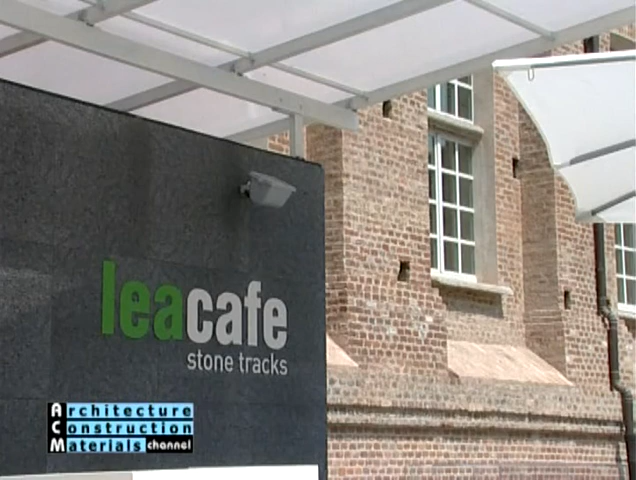 leacafe
stone tracks
Architecture
Construction
Materials channel